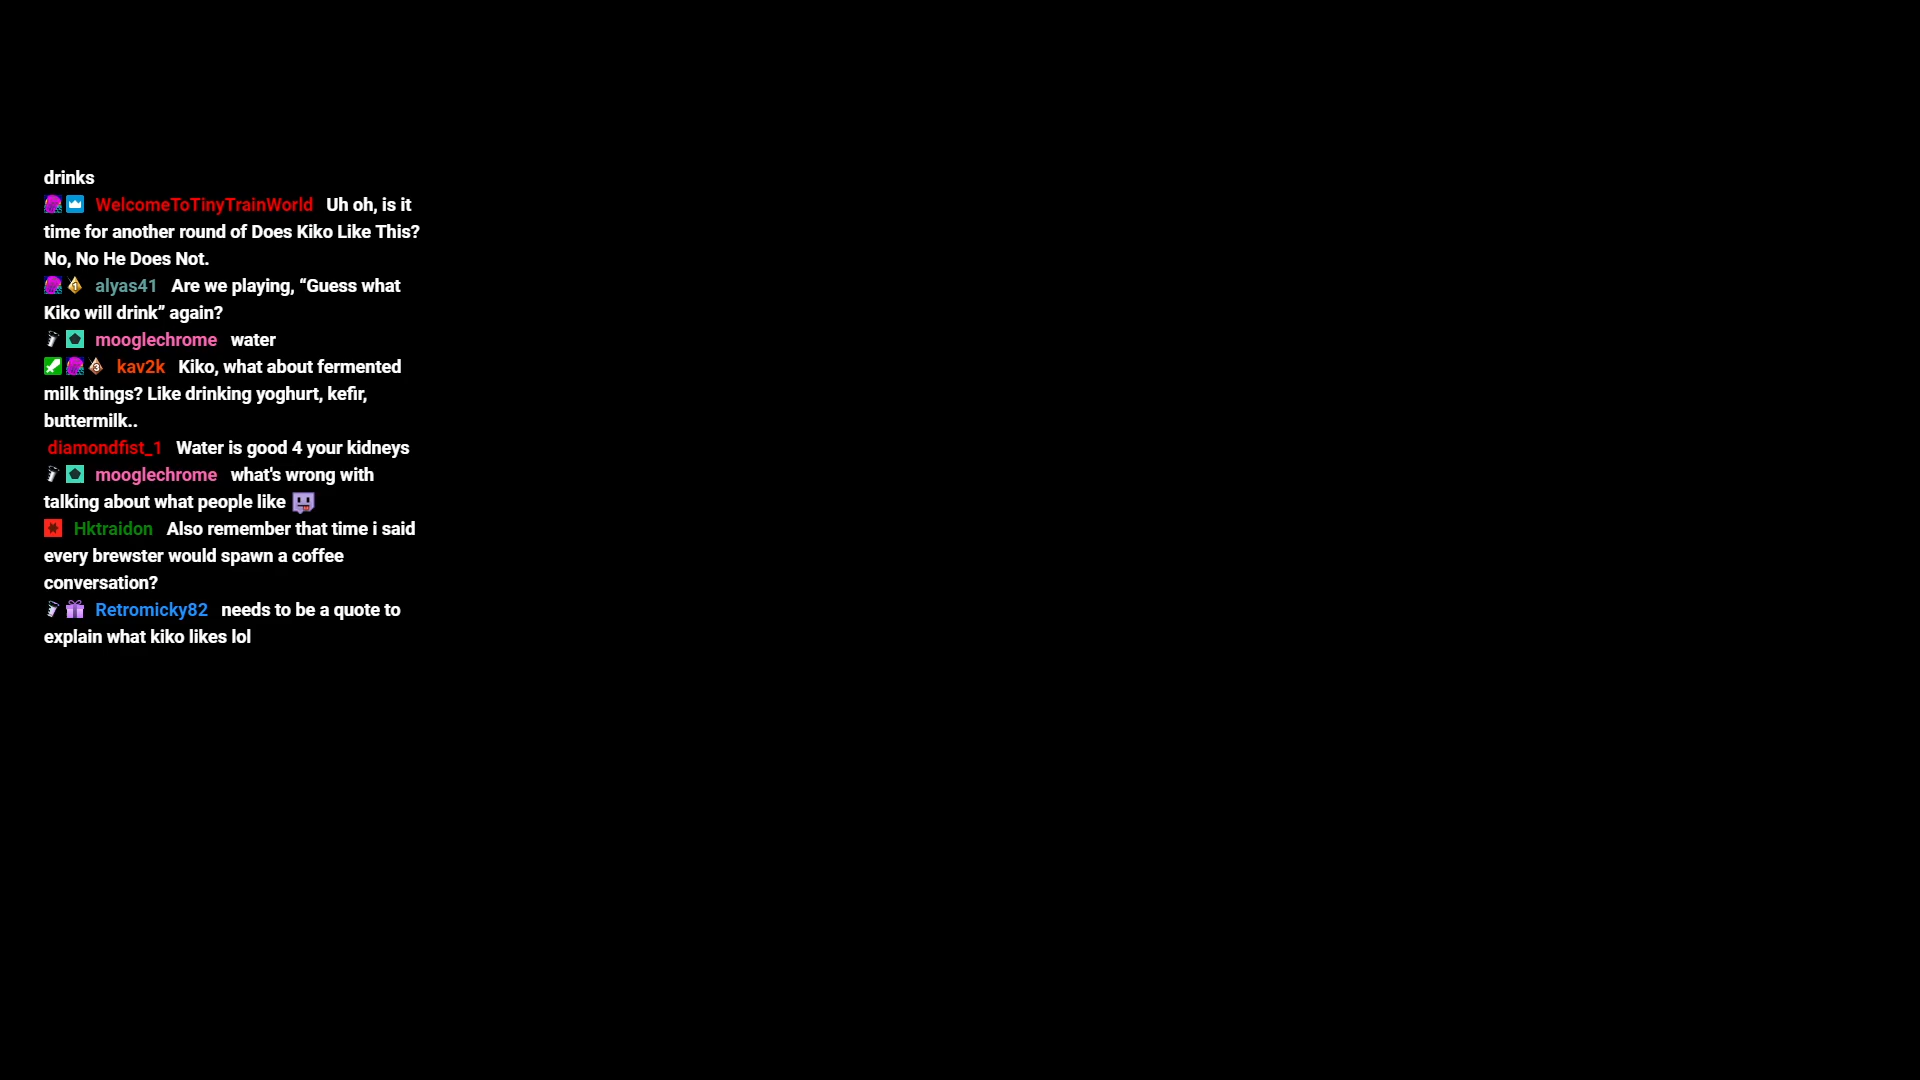 drinks
WelcomeToTinyTrainWorld Uh oh, is it
time for another round of Does Kiko Like This?
No, No He Does Not.
alyas41 Are we playing, “Guess what
Kiko will drink” again?
mooglechrome water
kav2k Kiko, what about fermented
milk things? Like drinking yoghurt, kefir,
buttermilk..
diamondfist_1 Water is good 4 your kidneys
mooglechrome what's wrong with
talking about what people like
Hktraidon Also remember that time i said
every brewster would spawn a coffee
conversation?
Retromicky82 needs to be a quote to
explain what kiko likes lol